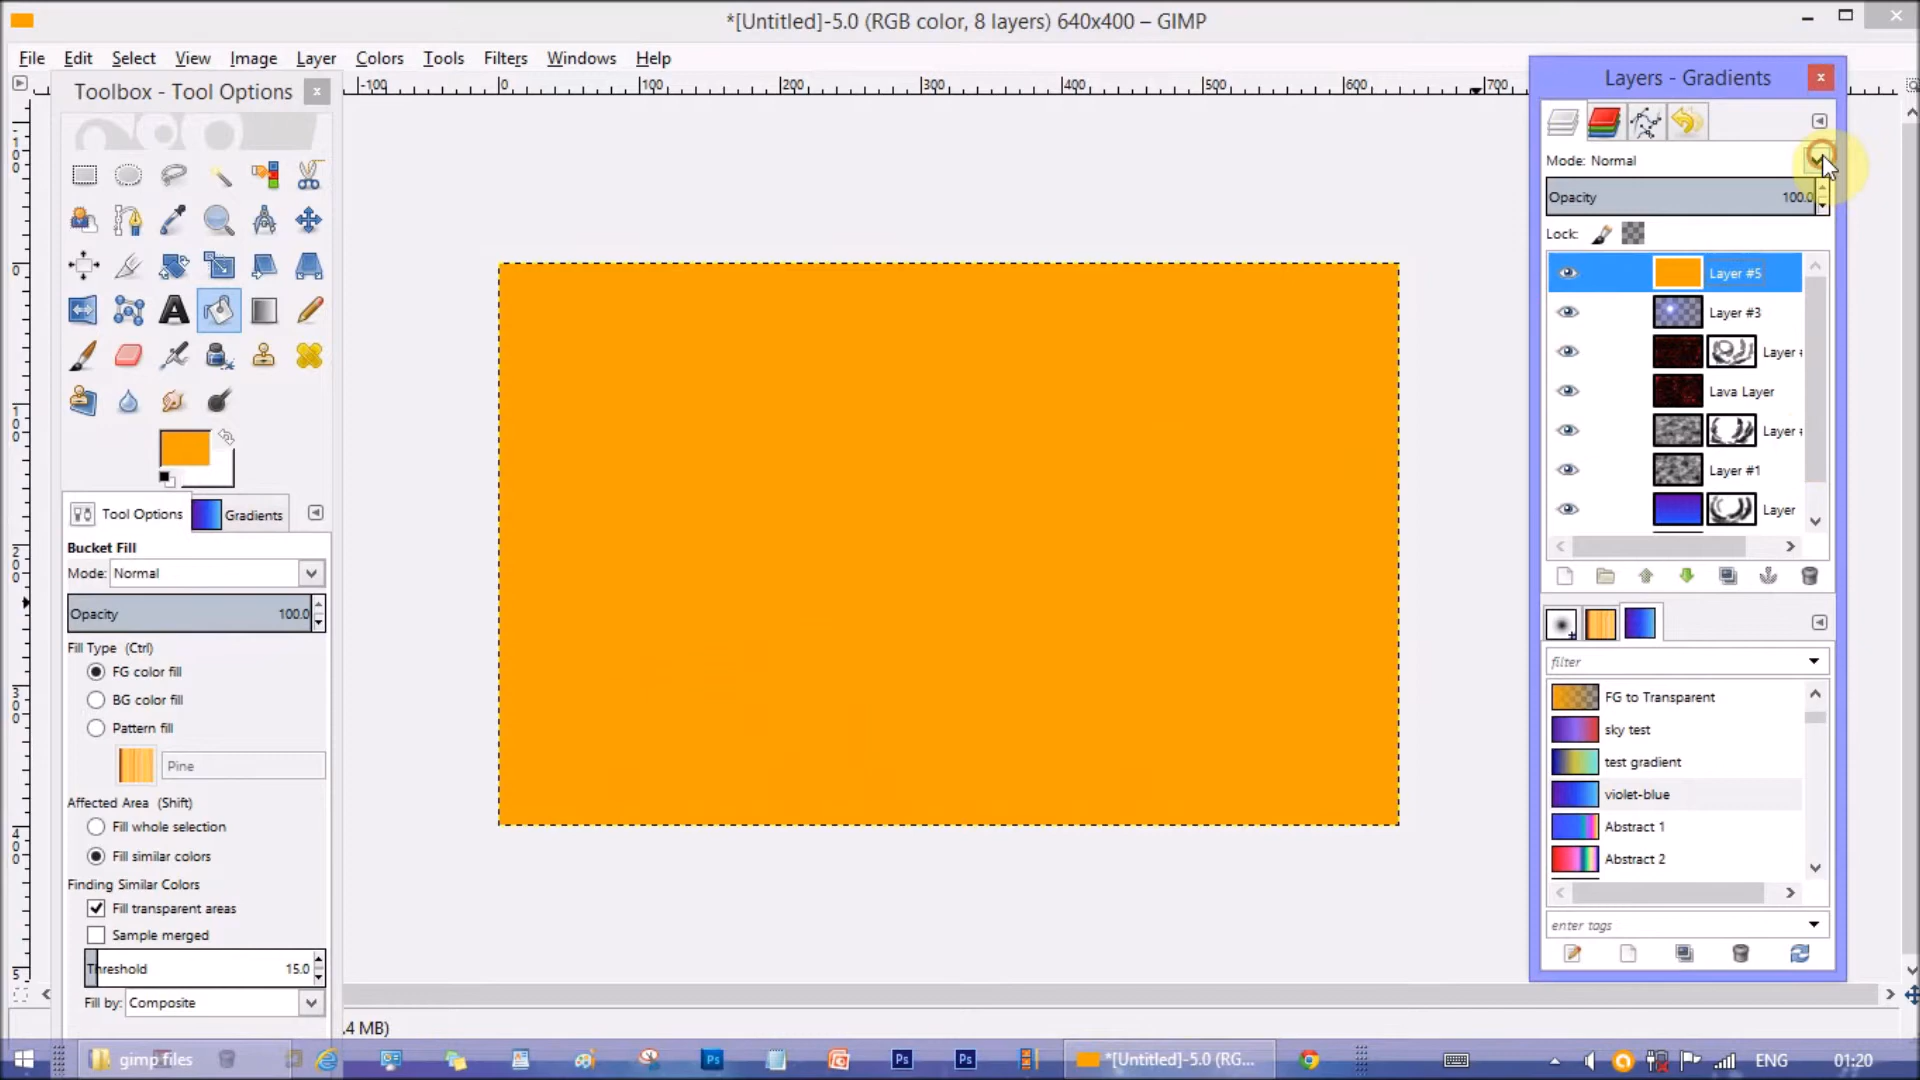 *[Untitled]-5.0 (RGB color, 8 layers) 640x400 – GIMP
File Edit Select View Image Layer Colors Tools Filters Windows Help
Toolbox - Tool Options
-100 0 100 200 300 400 500 600 700
Layers - Gradients
Mode: Normal
Opacity 100.0
Lock:
Layer #5
Layer #3
Layer
Lava Layer
Layer
Layer #1
Layer
Tool Options Gradients
Bucket Fill
Mode: Normal
Opacity 100.0
Fill Type (Ctrl)
FG color fill
BG color fill
Pattern fill
Pine
Affected Area (Shift)
Fill whole selection
Fill similar colors
Finding Similar Colors
Fill transparent areas
Sample merged
Threshold 15.0
Fill by: Composite
filter
FG to Transparent
sky test
test gradient
violet-blue
Abstract 1
Abstract 2
enter tags
.4 MB)
gimp files
*[Untitled]-5.0 (RG...
ENG
01:20